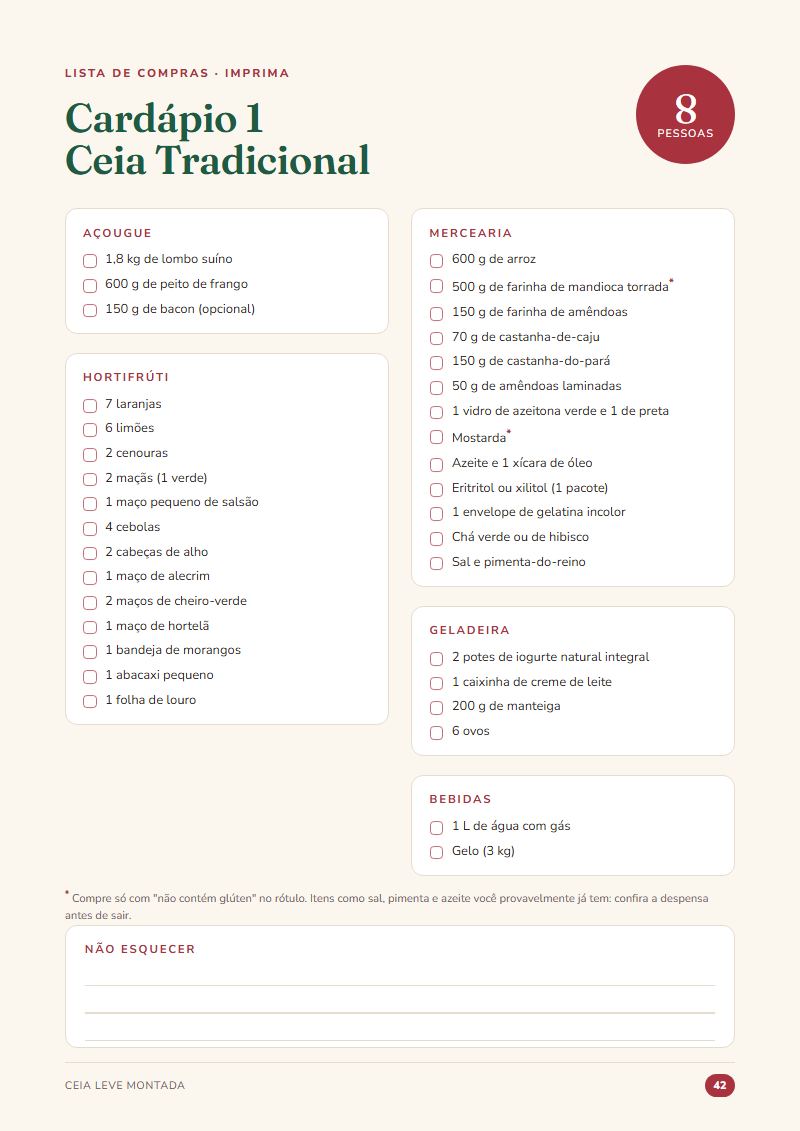 LISTA DE COMPRAS · IMPRIMA
Cardápio 1
Ceia Tradicional
8
PESSOAS
AÇOUGUE
1,8 kg de lombo suíno
600 g de peito de frango
150 g de bacon (opcional)
HORTIFRÚTI
7 laranjas
6 limões
2 cenouras
2 maçãs (1 verde)
1 maço pequeno de salsão
4 cebolas
2 cabeças de alho
1 maço de alecrim
2 maços de cheiro-verde
1 maço de hortelã
1 bandeja de morangos
1 abacaxi pequeno
1 folha de louro
MERCEARIA
600 g de arroz
500 g de farinha de mandioca torrada*
150 g de farinha de amêndoas
70 g de castanha-de-caju
150 g de castanha-do-pará
50 g de amêndoas laminadas
1 vidro de azeitona verde e 1 de preta
Mostarda*
Azeite e 1 xícara de óleo
Eritritol ou xilitol (1 pacote)
1 envelope de gelatina incolor
Chá verde ou de hibisco
Sal e pimenta-do-reino
GELADEIRA
2 potes de iogurte natural integral
1 caixinha de creme de leite
200 g de manteiga
6 ovos
BEBIDAS
1 L de água com gás
Gelo (3 kg)
* Compre só com "não contém glúten" no rótulo. Itens como sal, pimenta e azeite você provavelmente já tem: confira a despensa
antes de sair.
NÃO ESQUECER
CEIA LEVE MONTADA
42